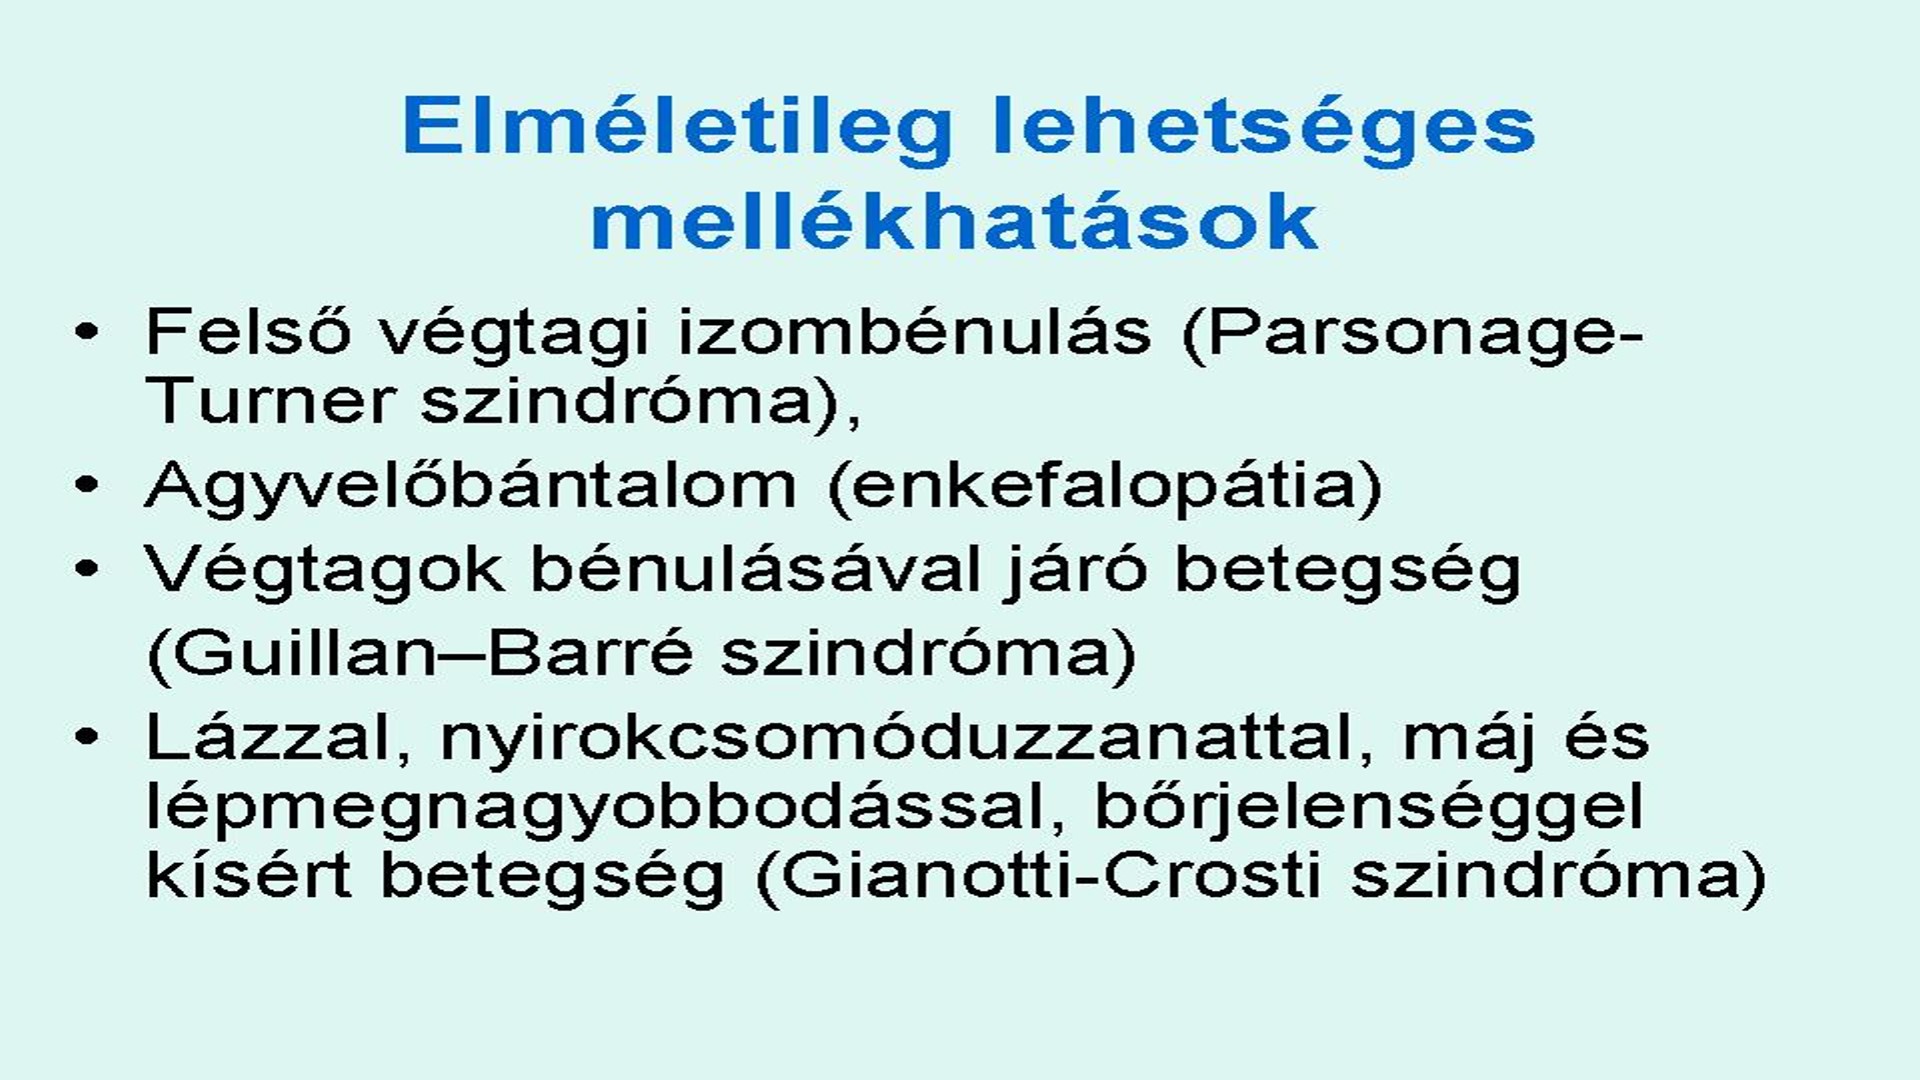 Elméletileg lehetséges
mellékhatások
• Felső végtagi izombénulás (Parsonage-
Turner szindróma),
• Agyvelőbántalom (enkefalopátia)
• Végtagok bénulásával járó betegség
(Guillan–Barré szindróma)
• Lázzal, nyirokcsomóduzzanattal, máj és
lépmegnagyobbodással, bőrjelenséggel
kísért betegség (Gianotti-Crosti szindróma)